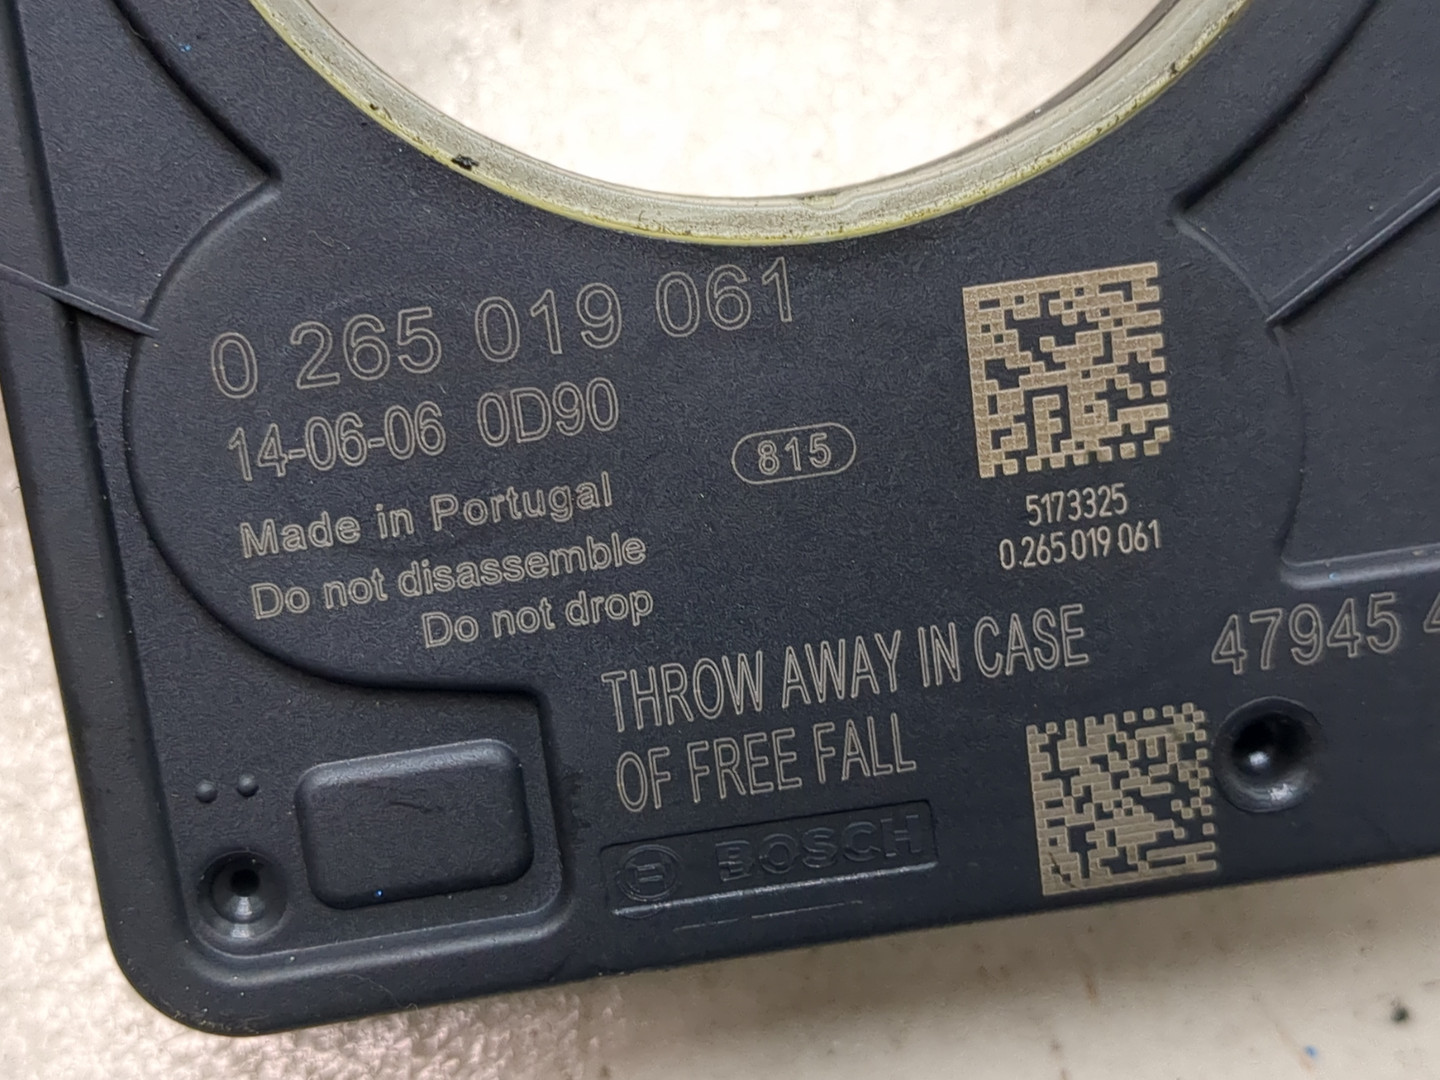 0 265 019 061
14-06-06 0D90
815
Made in Portugal
Do not disassemble
Do not drop
5173325
0 265 019 061
THROW AWAY IN CASE
OF FREE FALL
47945 4
BOSCH